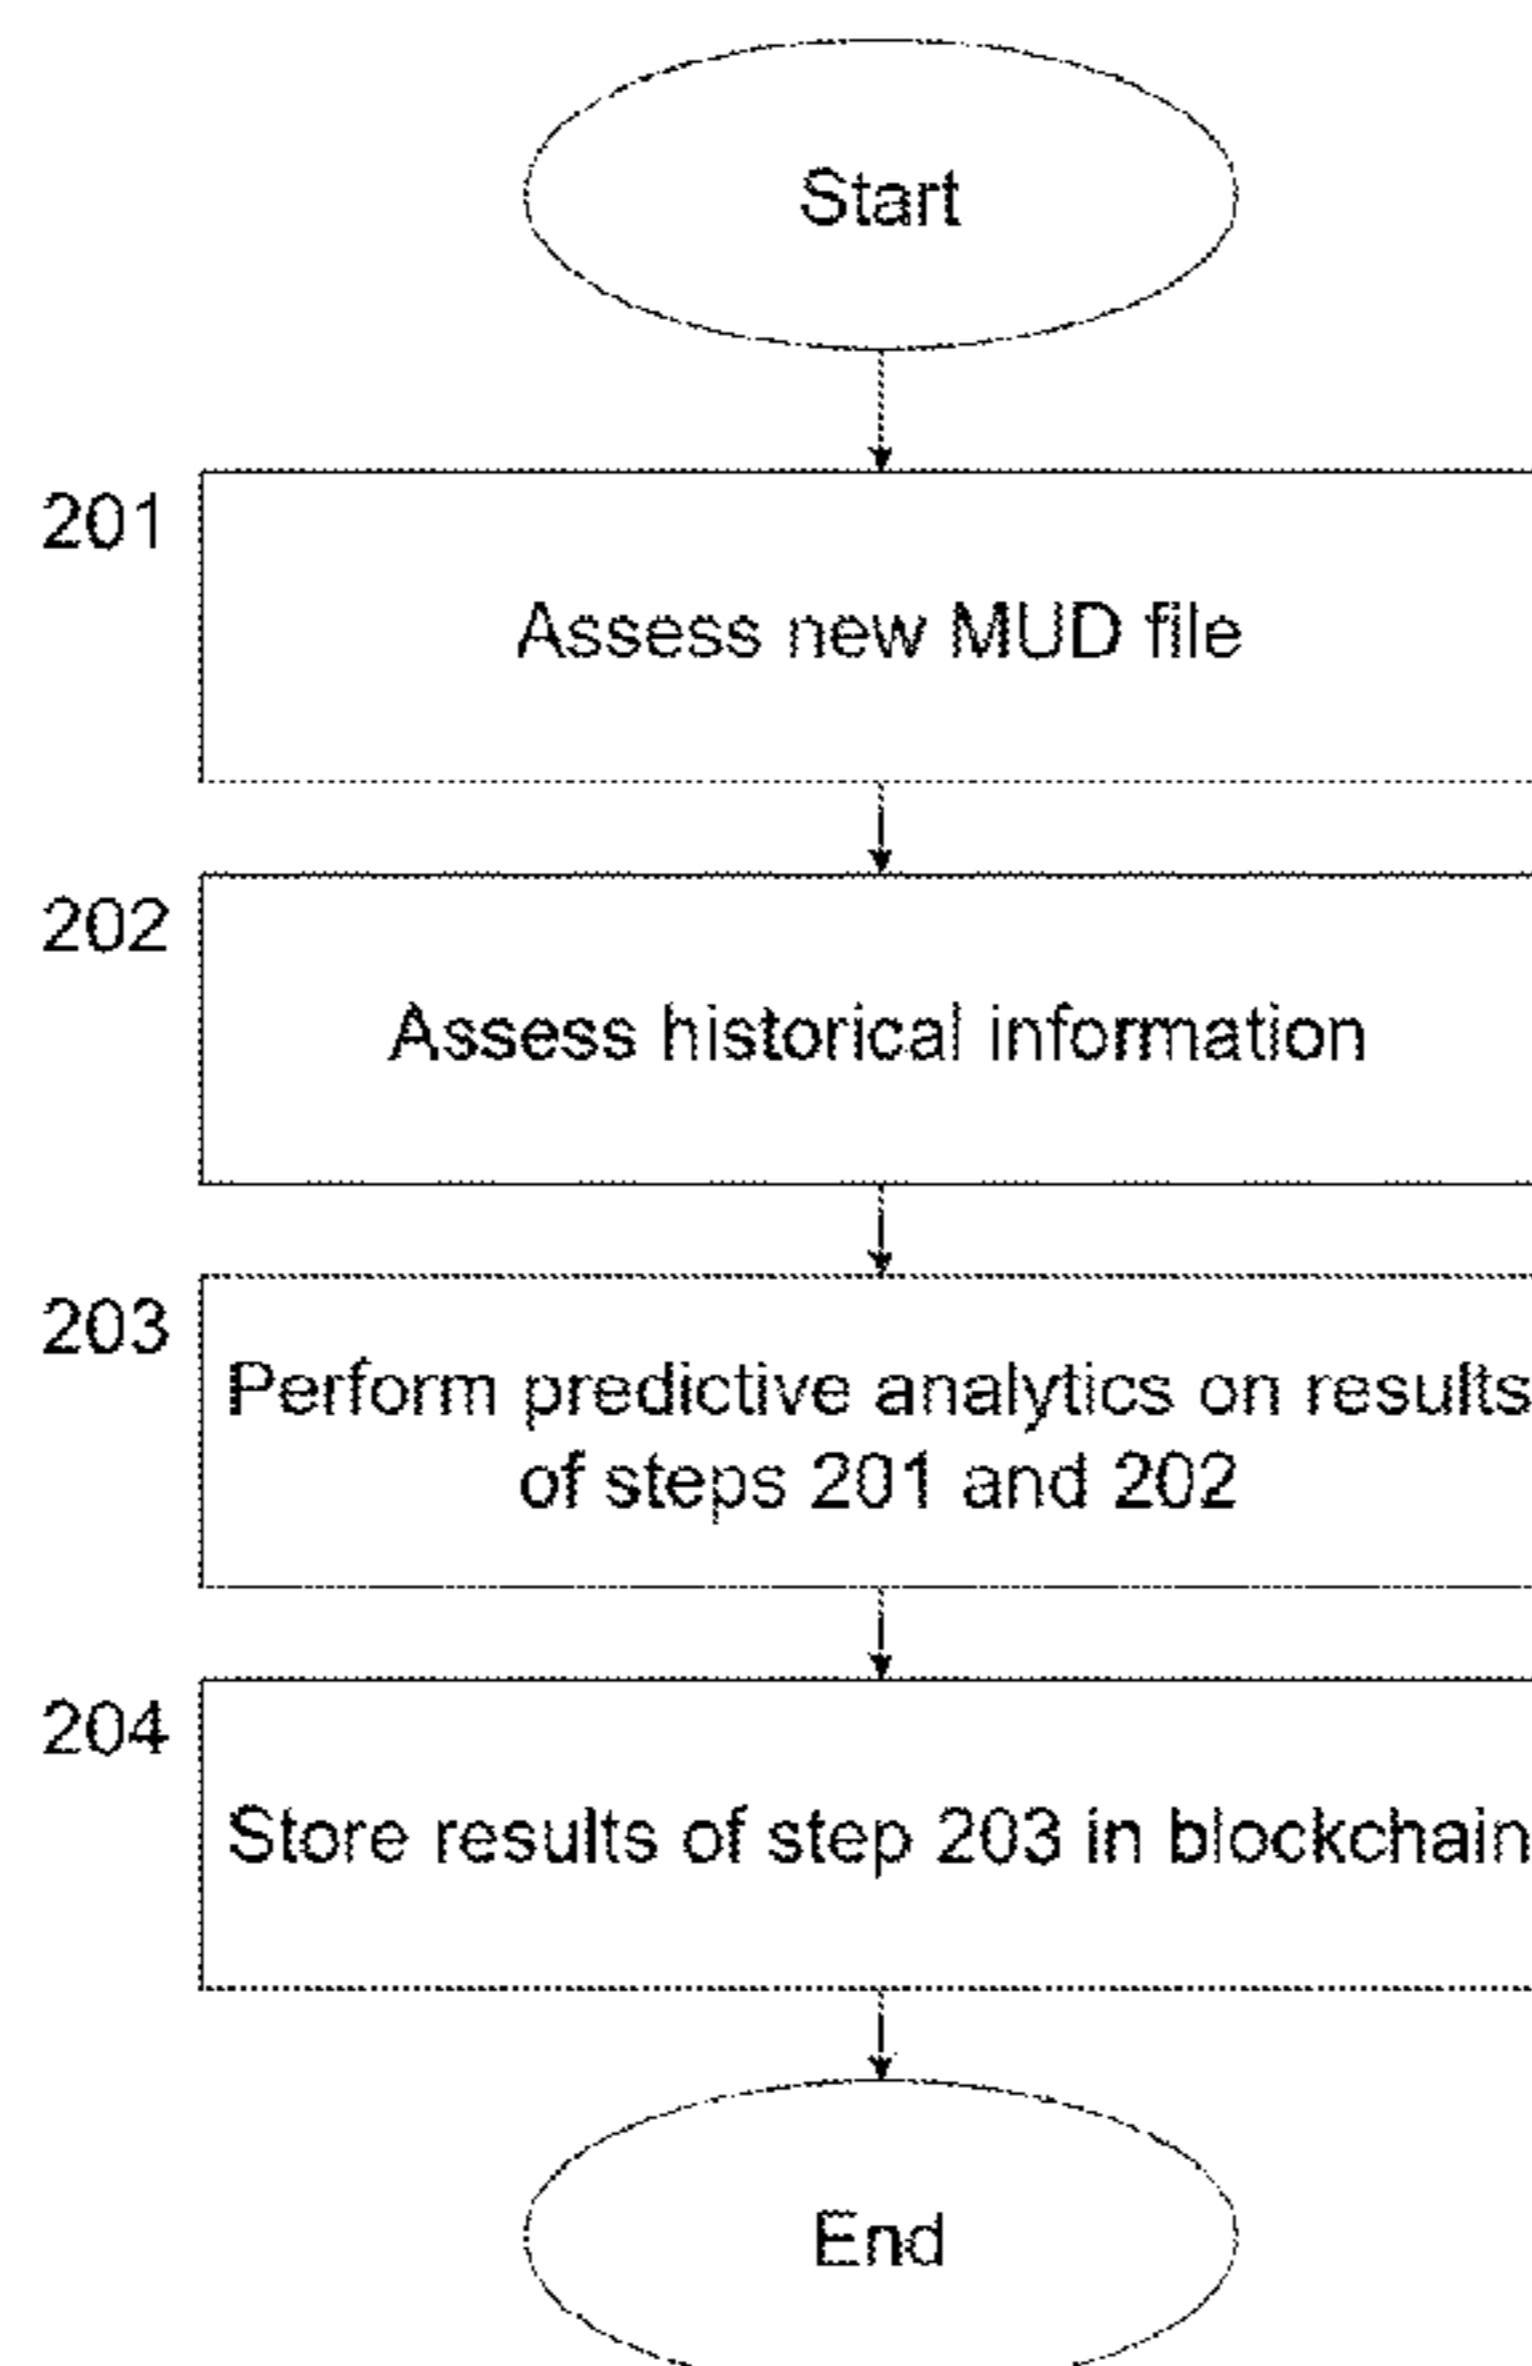 Start
201
Assess new MUD file
202
Assess historical information
203
Perform predictive analytics on results
of steps 201 and 202
204
Store results of step 203 in blockchain
End